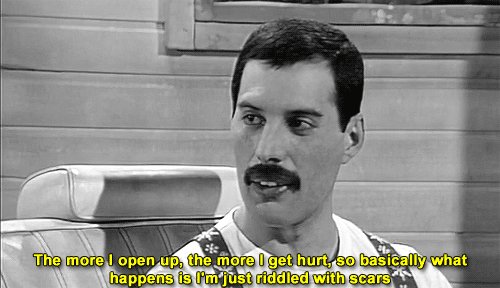 The more I open up, the more I get hurt, so basically what
happens is I'm just riddled with scars